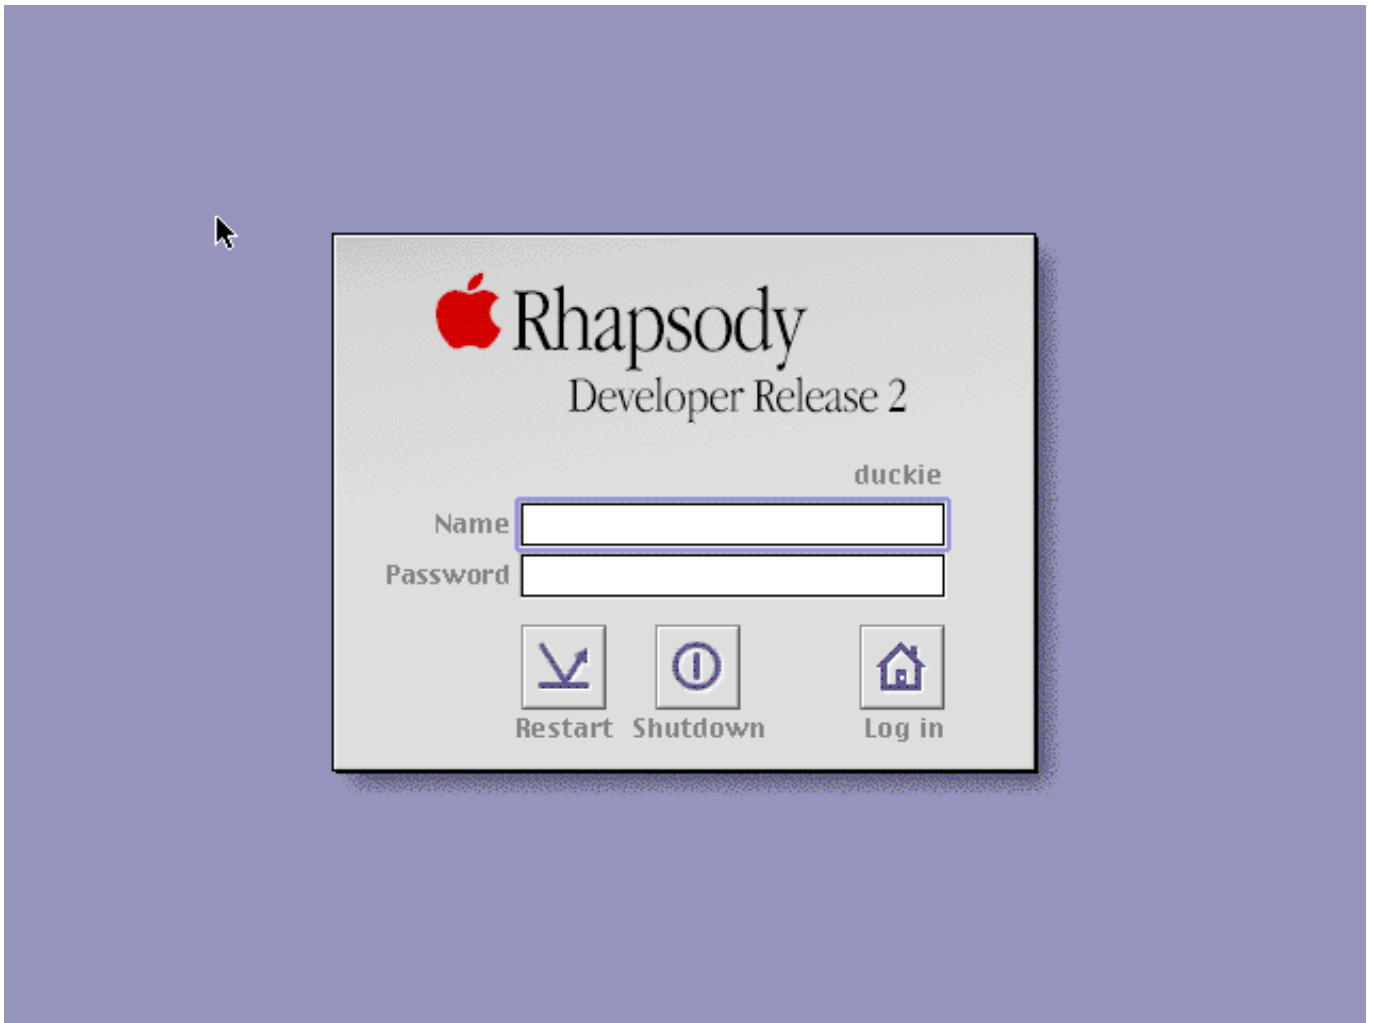 Rhapsody
Developer Release 2
duckie
Name
Password
Restart Shutdown Log in